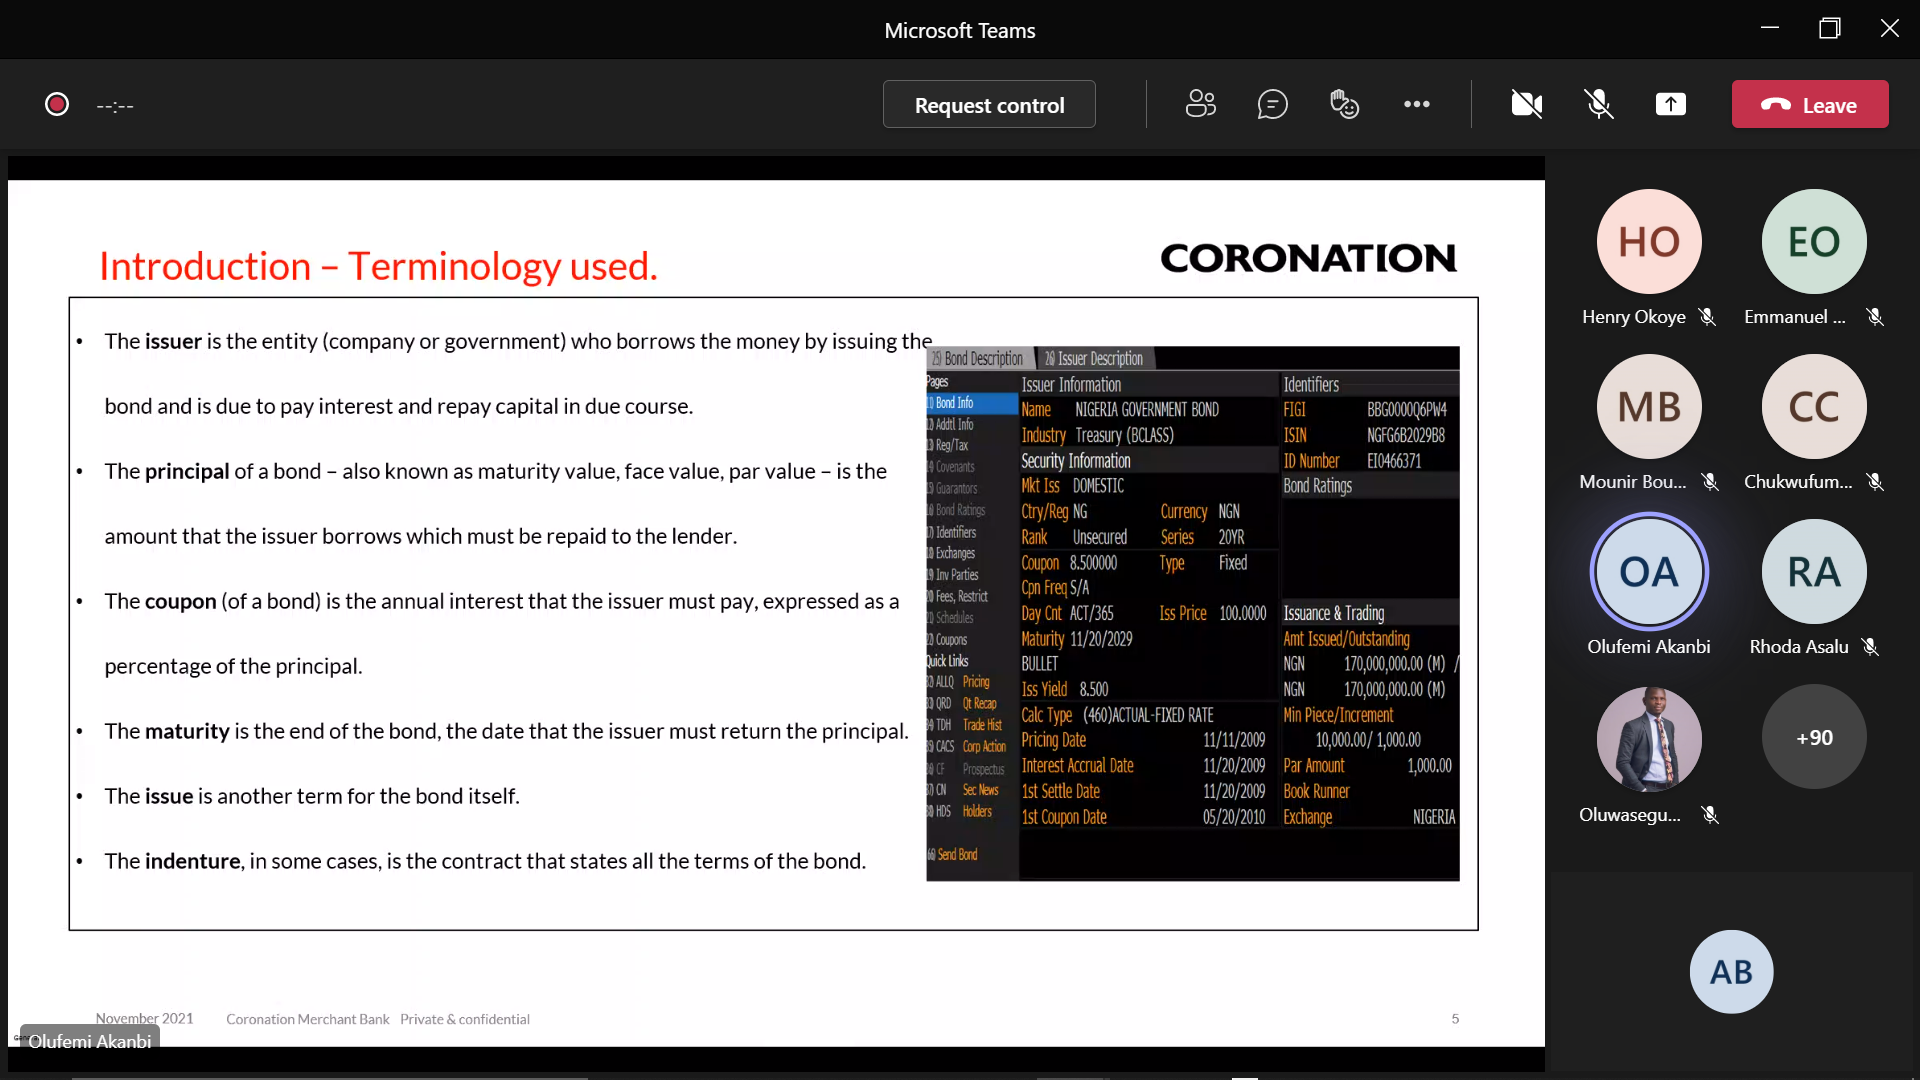 Microsoft Teams
--:--
Request control
Leave
Introduction – Terminology used.
CORONATION
• The issuer is the entity (company or government) who borrows the money by issuing the
bond and is due to pay interest and repay capital in due course.
• The principal of a bond – also known as maturity value, face value, par value – is the
amount that the issuer borrows which must be repaid to the lender.
• The coupon (of a bond) is the annual interest that the issuer must pay, expressed as a
percentage of the principal.
• The maturity is the end of the bond, the date that the issuer must return the principal.
• The issue is another term for the bond itself.
• The indenture, in some cases, is the contract that states all the terms of the bond.
25) Bond Description 26) Issuer Description
Pages
11) Bond Info
12) Addtl Info
13) Reg/Tax
14) Covenants
15) Guarantors
16) Bond Ratings
17) Identifiers
18) Exchanges
19) Inv Parties
20) Fees, Restrict
21) Schedules
22) Coupons
Quick Links
32) ALLQ Pricing
33) QRD Qt Recap
34) TDH Trade Hist
35) CACS Corp Action
36) CF Prospectus
37) CN Sec News
38) HDS Holders
66) Send Bond
Issuer Information
Name NIGERIA GOVERNMENT BOND
Industry Treasury (BCLASS)
Security Information
Mkt Iss DOMESTIC
Ctry/Reg NG Currency NGN
Rank Unsecured Series 20YR
Coupon 8.500000 Type Fixed
Cpn Freq S/A
Day Cnt ACT/365 Iss Price 100.0000
Maturity 11/20/2029
BULLET
Iss Yield 8.500
Calc Type (460)ACTUAL-FIXED RATE
Pricing Date 11/11/2009
Interest Accrual Date 11/20/2009
1st Settle Date 11/20/2009
1st Coupon Date 05/20/2010
Identifiers
FIGI BBG0000Q6PW4
ISIN NGFG6B2029B8
ID Number EI0466371
Bond Ratings
Issuance & Trading
Amt Issued/Outstanding
NGN 170,000,000.00 (M) /
NGN 170,000,000.00 (M)
Min Piece/Increment
10,000.00/ 1,000.00
Par Amount 1,000.00
Book Runner
Exchange NIGERIA
November 2021 Coronation Merchant Bank Private & confidential 5
Olufemi Akanbi
HO
Henry Okoye
EO
Emmanuel ...
MB
Mounir Bou...
CC
Chukwufum...
OA
Olufemi Akanbi
RA
Rhoda Asalu
Oluwasegu...
+90
AB